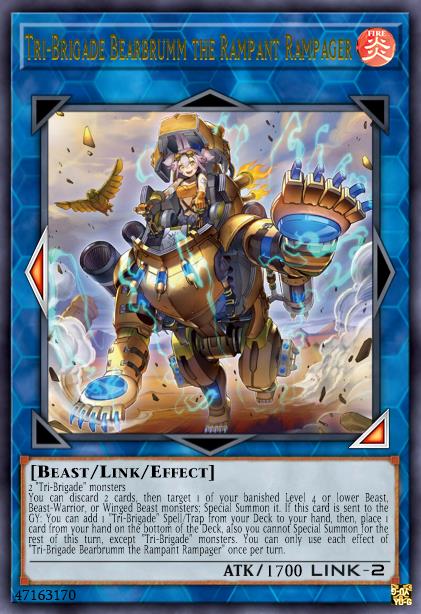 Tri-Brigade Bearbrumm the Rampant Rampager
FIRE
炎
[Beast/Link/Effect]
2 "Tri-Brigade" monsters
You can discard 2 cards, then target 1 of your banished Level 4 or lower Beast,
Beast-Warrior, or Winged Beast monsters; Special Summon it. If this card is sent to the
GY: You can add 1 "Tri-Brigade" Spell/Trap from your Deck to your hand, then, place 1
card from your hand on the bottom of the Deck, also you cannot Special Summon for the
rest of this turn, except "Tri-Brigade" monsters. You can only use each effect of
"Tri-Brigade Bearbrumm the Rampant Rampager" once per turn.
ATK/1700 LINK-2
47163170